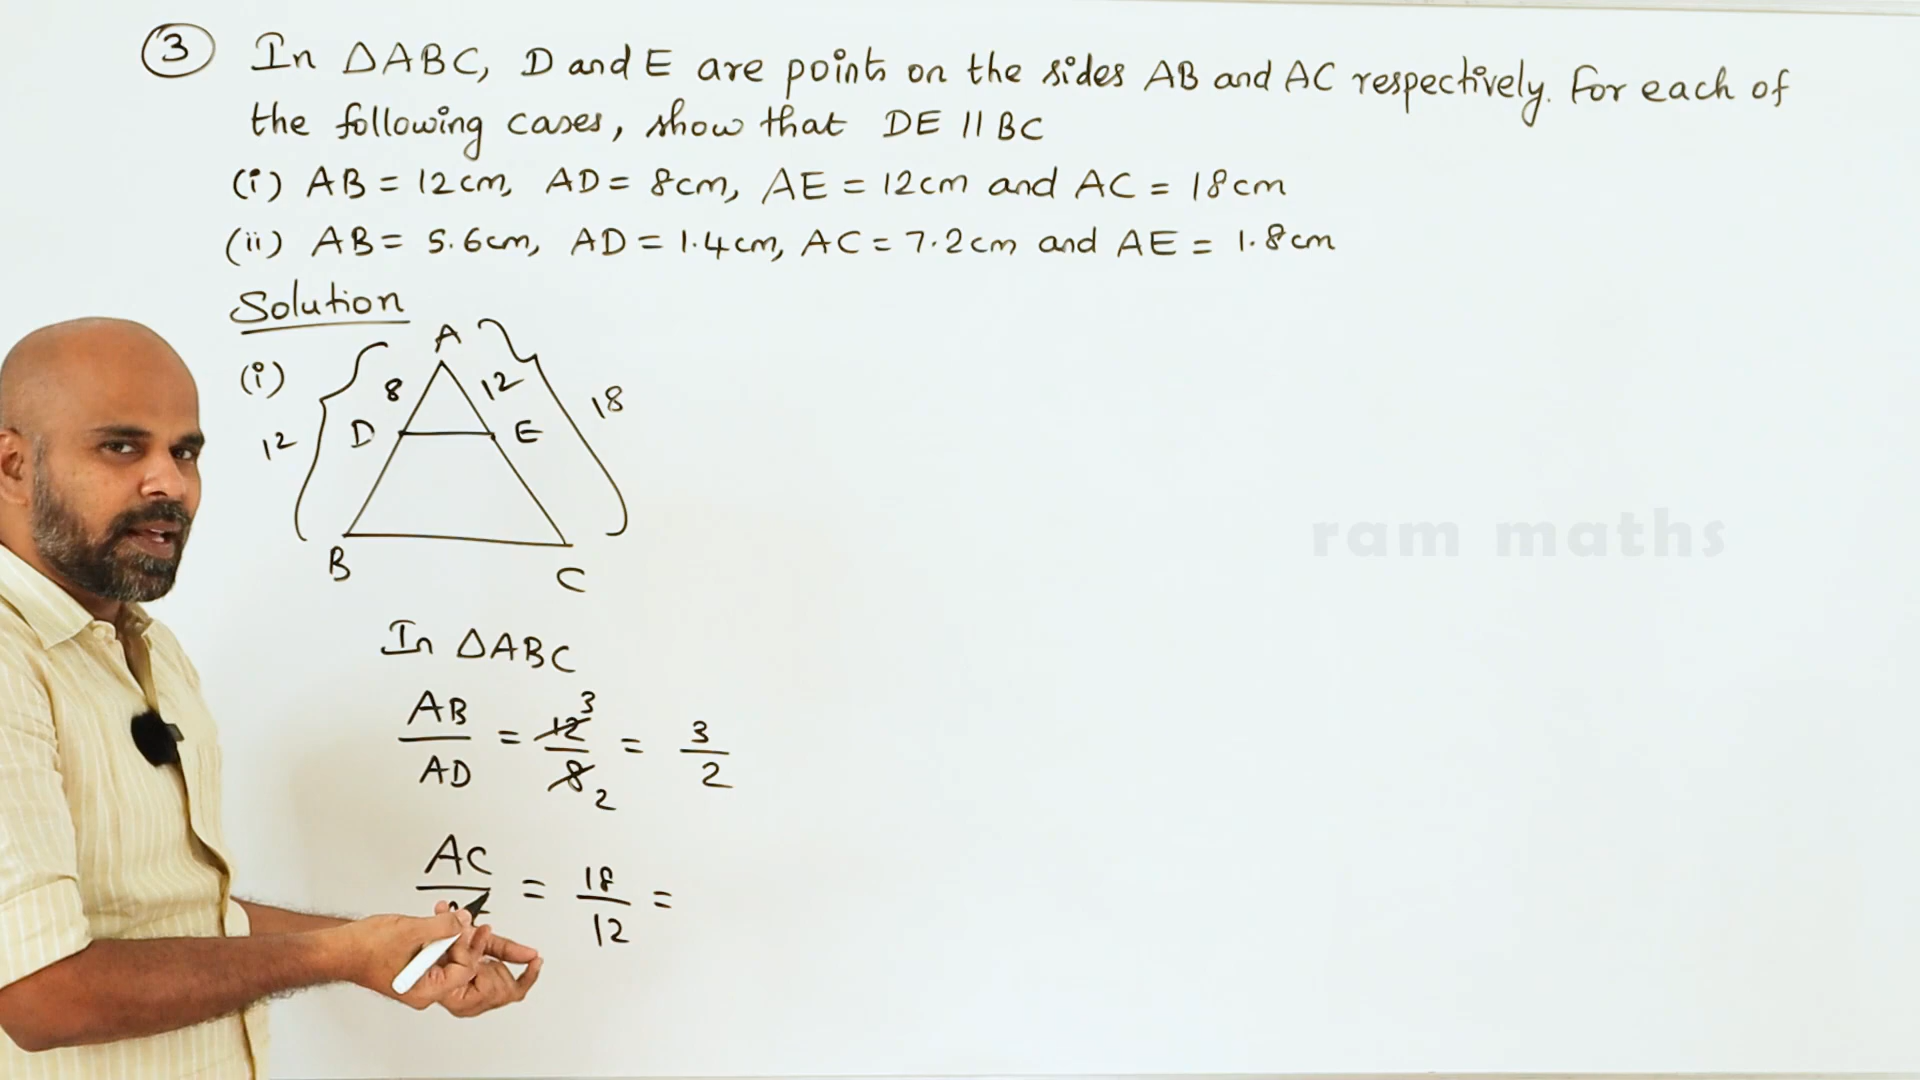 ③ In △ABC, D and E are points on the sides AB and AC respectively. For each of
the following cases, show that DE || BC
(i) AB = 12cm, AD = 8cm, AE = 12cm and AC = 18cm
(ii) AB = 5.6cm, AD = 1.4cm, AC = 7.2cm and AE = 1.8cm
Solution
(i)
A
8 12 18
12 D E
B C
ram maths
In △ABC
AB/AD = 12/8 3 2 = 3/2
AC/ = 18/12 =